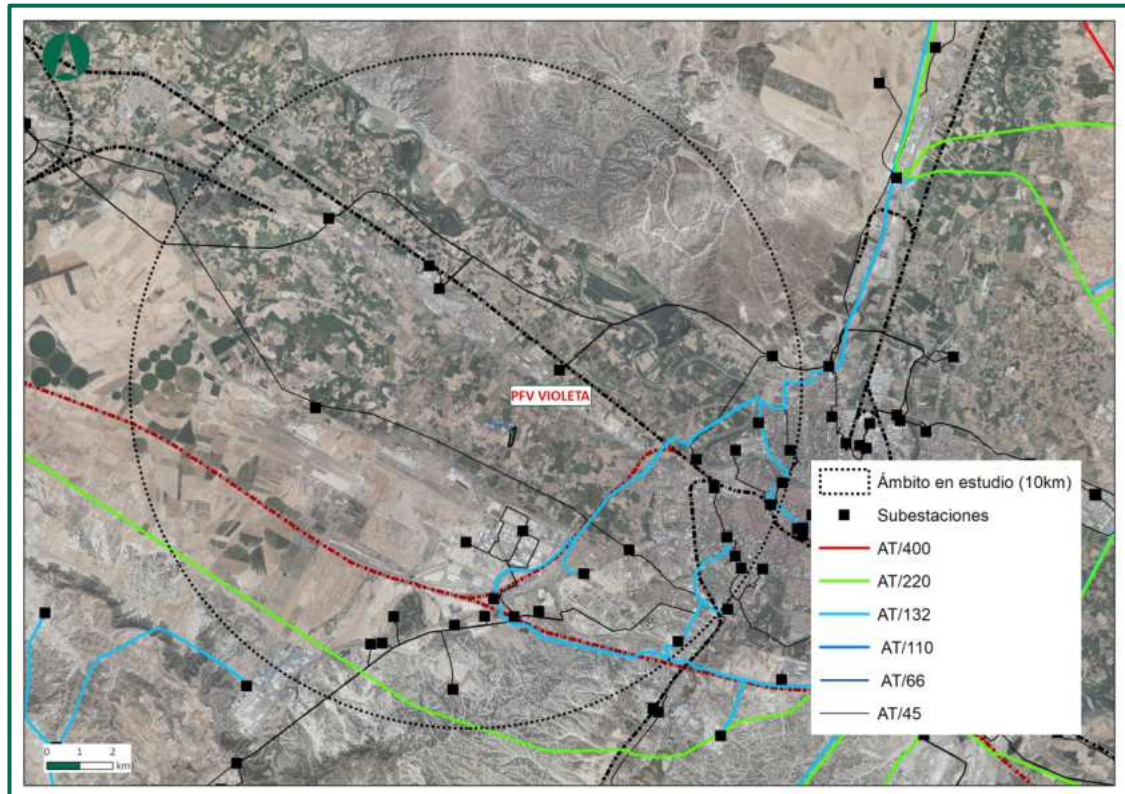 PFV VIOLETA
Ámbito en estudio (10km)
Subestaciones
AT/400
AT/220
AT/132
AT/110
AT/66
AT/45
0 1 2
km